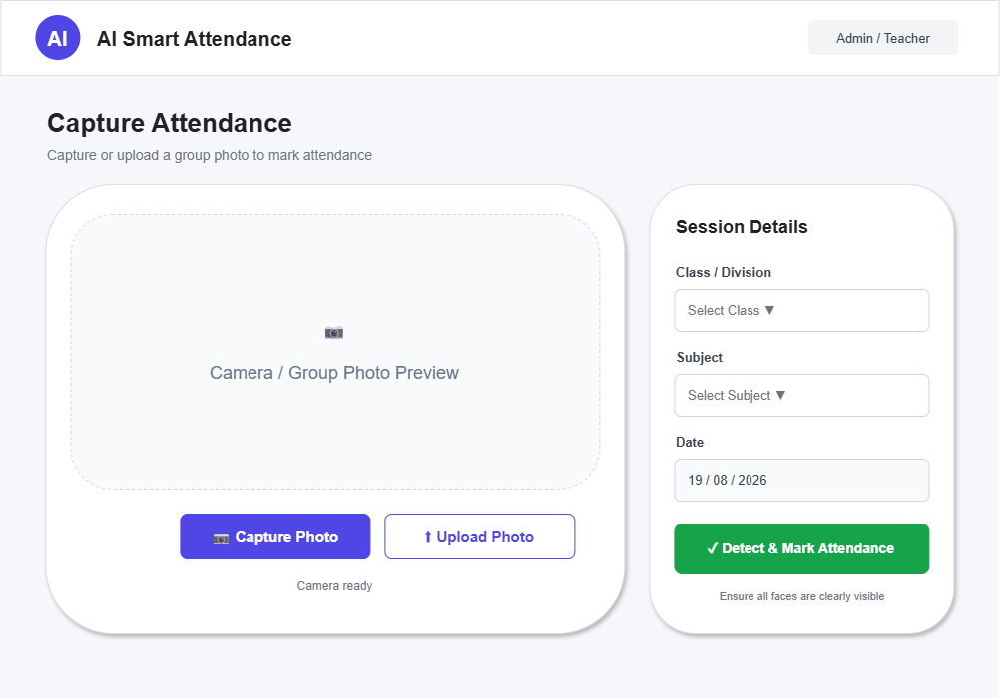 AI
AI Smart Attendance
Admin / Teacher
Capture Attendance
Capture or upload a group photo to mark attendance
📷
Camera / Group Photo Preview
📷 Capture Photo
⬆ Upload Photo
Camera ready
Session Details
Class / Division
Select Class ▼
Subject
Select Subject ▼
Date
19 / 08 / 2026
✓ Detect & Mark Attendance
Ensure all faces are clearly visible